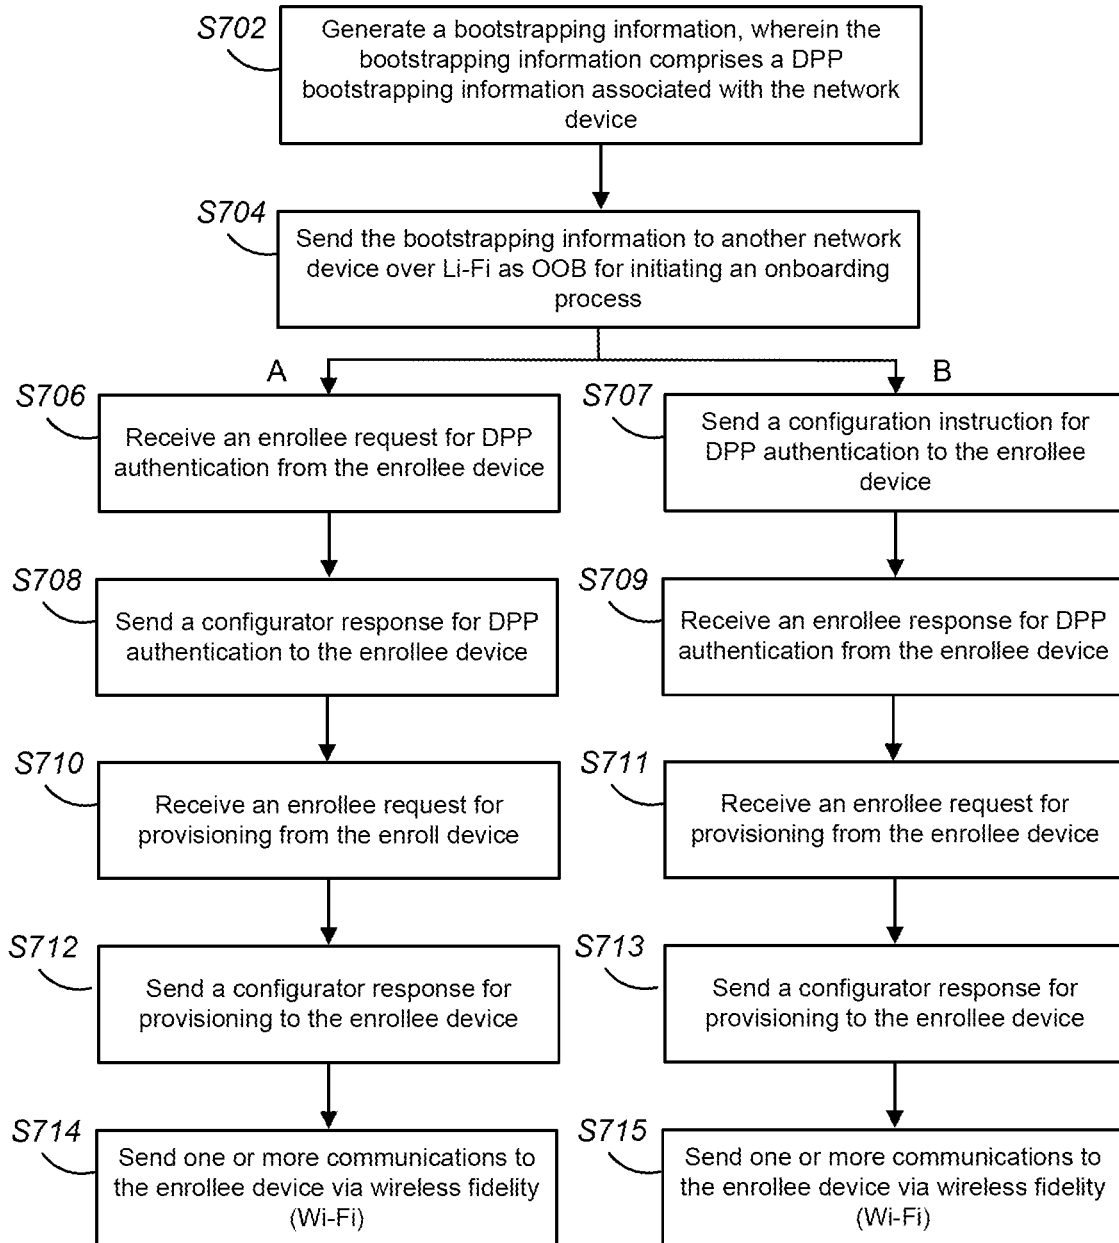 S702
Generate a bootstrapping information, wherein the
bootstrapping information comprises a DPP
bootstrapping information associated with the network
device
S704
Send the bootstrapping information to another network
device over Li-Fi as OOB for initiating an onboarding
process
A
B
S706
Receive an enrollee request for DPP
authentication from the enrollee device
S707
Send a configuration instruction for
DPP authentication to the enrollee
device
S708
Send a configurator response for DPP
authentication to the enrollee device
S709
Receive an enrollee response for DPP
authentication from the enrollee device
S710
Receive an enrollee request for
provisioning from the enroll device
S711
Receive an enrollee request for
provisioning from the enrollee device
S712
Send a configurator response for
provisioning to the enrollee device
S713
Send a configurator response for
provisioning to the enrollee device
S714
Send one or more communications to
the enrollee device via wireless fidelity
(Wi-Fi)
S715
Send one or more communications to
the enrollee device via wireless fidelity
(Wi-Fi)